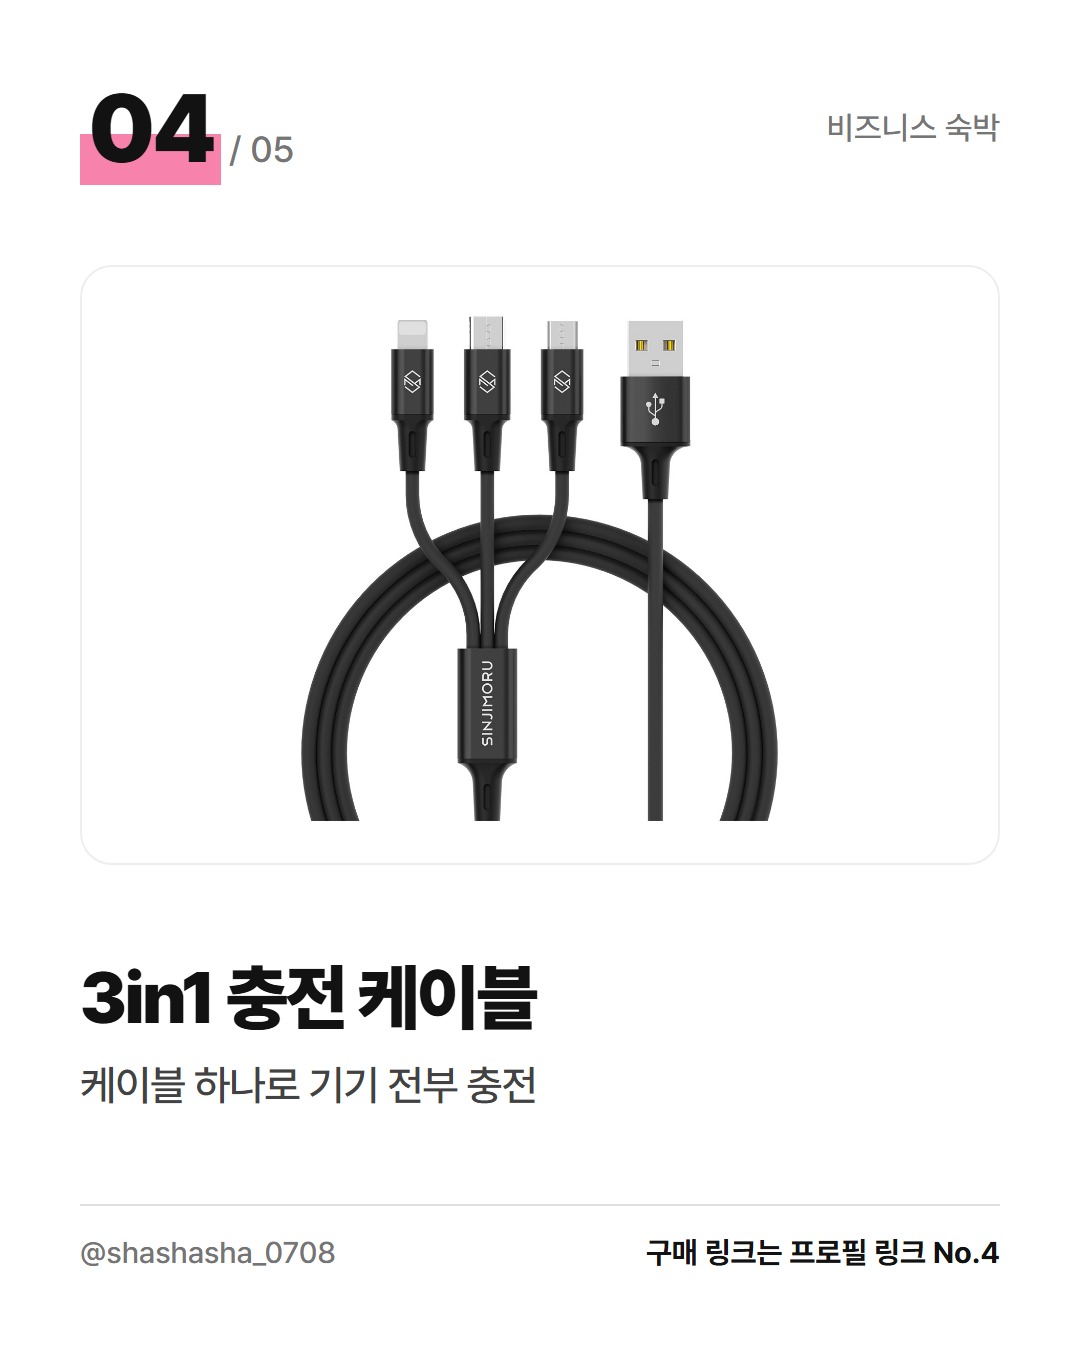 04 / 05
비즈니스 숙박
SINJIMORU
3in1 충전 케이블
케이블 하나로 기기 전부 충전
@shashasha_0708
구매 링크는 프로필 링크 No.4